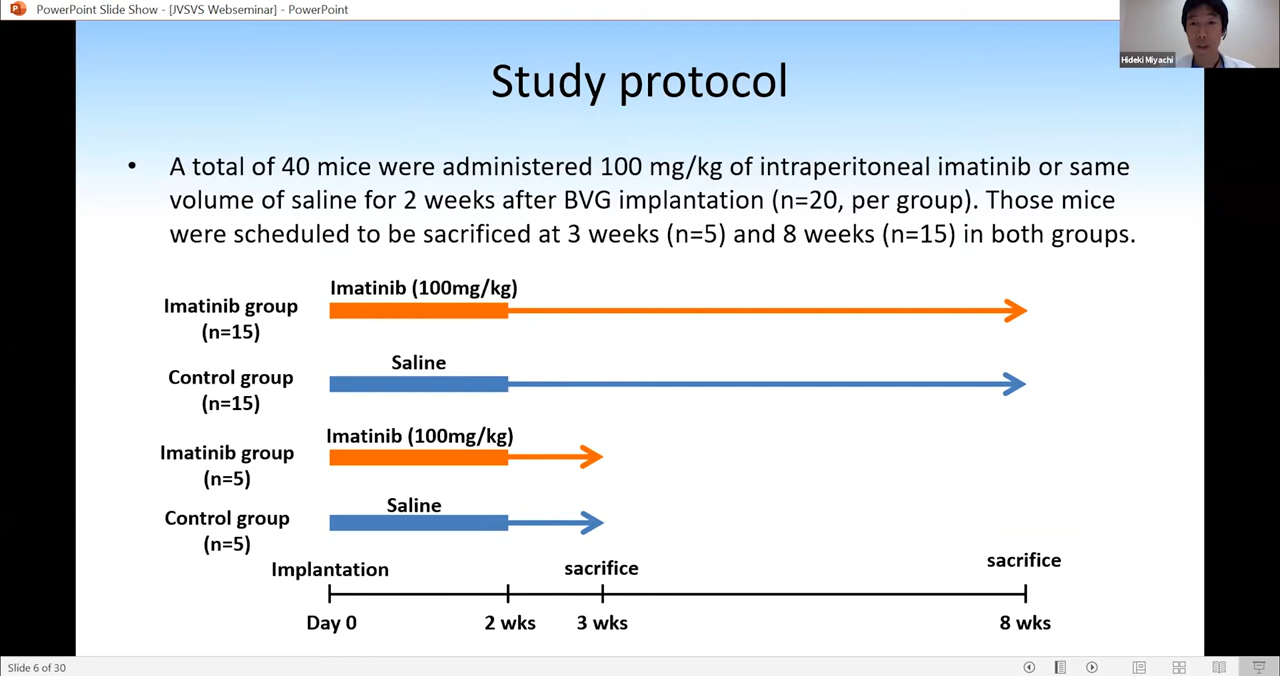 PowerPoint Slide Show - [JVSVS Webseminar] - PowerPoint
Hideki Miyachi
Study protocol
• A total of 40 mice were administered 100 mg/kg of intraperitoneal imatinib or same
volume of saline for 2 weeks after BVG implantation (n=20, per group). Those mice
were scheduled to be sacrificed at 3 weeks (n=5) and 8 weeks (n=15) in both groups.
Imatinib (100mg/kg)
Imatinib group
(n=15)
Saline
Control group
(n=15)
Imatinib (100mg/kg)
Imatinib group
(n=5)
Saline
Control group
(n=5)
Implantation
sacrifice
sacrifice
Day 0
2 wks
3 wks
8 wks
Slide 6 of 30